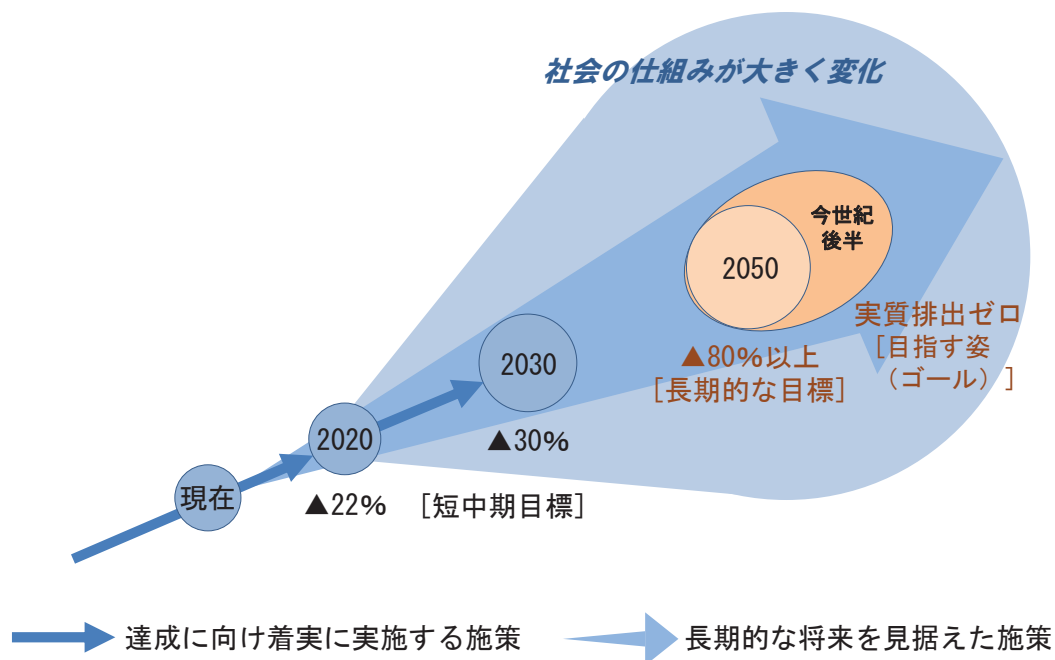 社会の仕組みが大きく変化
今世紀
後半
2050
実質排出ゼロ
[目指す姿
（ゴール）]
▲80%以上
[長期的な目標]
2030
▲30%
2020
▲22% [短中期目標]
現在
達成に向け着実に実施する施策
長期的な将来を見据えた施策